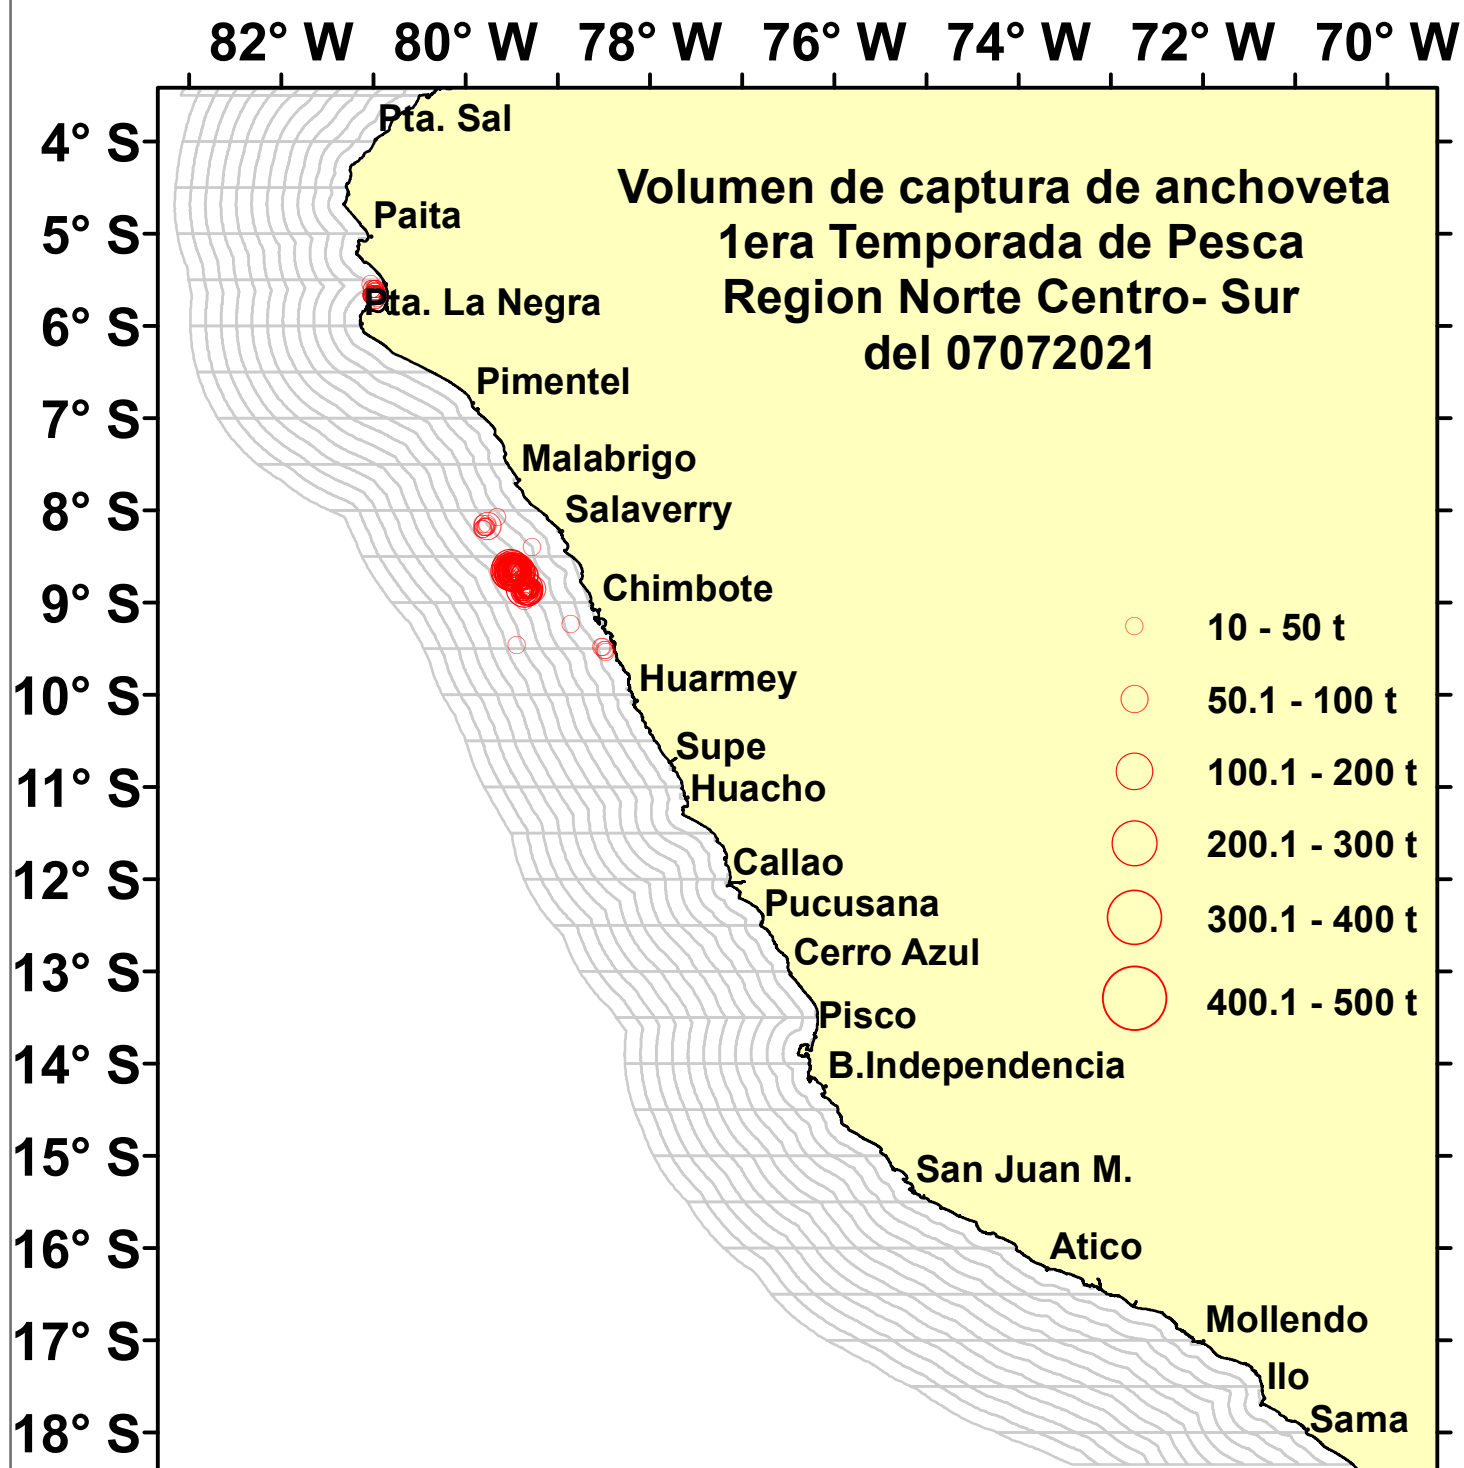 82° W 80° W 78° W 76° W 74° W 72° W 70° W
Pta. Sal
4° S
Volumen de captura de anchoveta
Paita
5° S
1era Temporada de Pesca
Pta. La Negra
Region Norte Centro- Sur
6° S
del 07072021
Pimentel
7° S
Malabrigo
8° S
Salaverry
Chimbote
9° S
10 - 50 t
Huarmey
10° S
50.1 - 100 t
Supe
11° S
Huacho
100.1 - 200 t
Callao
200.1 - 300 t
12° S
Pucusana
300.1 - 400 t
Cerro Azul
13° S
Pisco
400.1 - 500 t
14° S
B.Independencia
15° S
San Juan M.
16° S
Atico
17° S
Mollendo
Ilo
18° S
Sama